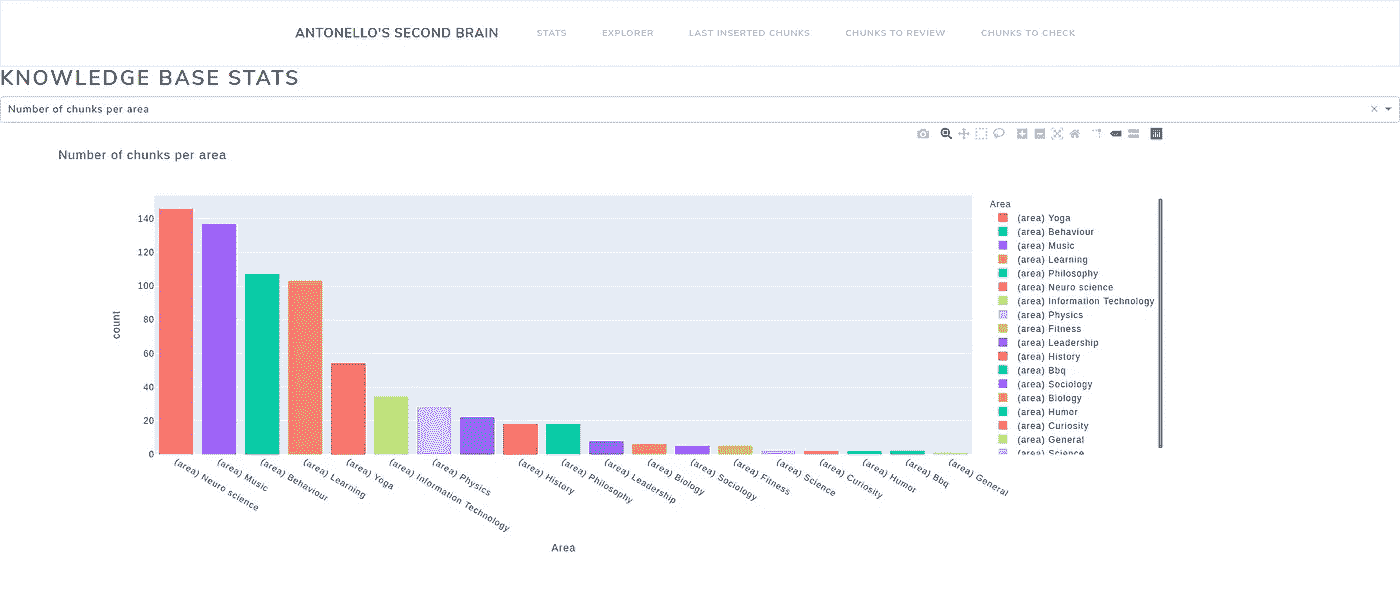 ANTONELLO'S SECOND BRAIN STATS EXPLORER LAST INSERTED CHUNKS CHUNKS TO REVIEW CHUNKS TO CHECK
KNOWLEDGE BASE STATS
Number of chunks per area
Number of chunks per area
140
120
100
80
60
40
20
0
count
(area) Neuro science
(area) Music
(area) Behaviour
(area) Learning
(area) Yoga
(area) Information Technology
(area) Physics
(area) History
(area) Philosophy
(area) Leadership
(area) Biology
(area) Sociology
(area) Fitness
(area) Science
(area) Curiosity
(area) Humor
(area) Bbq
(area) General
Area
Area
(area) Yoga
(area) Behaviour
(area) Music
(area) Learning
(area) Philosophy
(area) Neuro science
(area) Information Technology
(area) Physics
(area) Fitness
(area) Leadership
(area) History
(area) Bbq
(area) Sociology
(area) Biology
(area) Humor
(area) Curiosity
(area) General
(area) Science